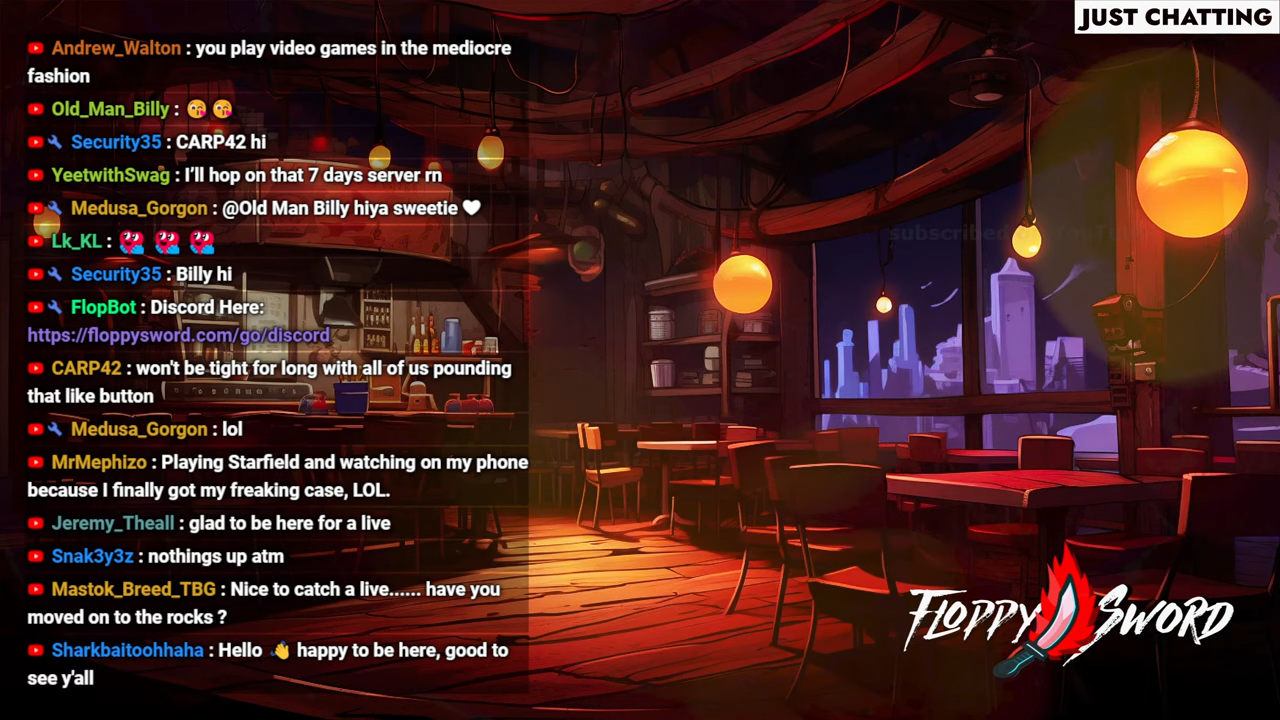 JUST CHATTING
Andrew_Walton : you play video games in the mediocre
fashion
Old_Man_Billy : 😘 😘
Security35 : CARP42 hi
YeetwithSwag : I'll hop on that 7 days server rn
Medusa_Gorgon : @Old Man Billy hiya sweetie 🤍
Lk_KL :
Security35 : Billy hi
FlopBot : Discord Here:
https://floppysword.com/go/discord
CARP42 : won't be tight for long with all of us pounding
that like button
Medusa_Gorgon : lol
MrMephizo : Playing Starfield and watching on my phone
because I finally got my freaking case, LOL.
Jeremy_Theall : glad to be here for a live
Snak3y3z : nothings up atm
Mastok_Breed_TBG : Nice to catch a live...... have you
moved on to the rocks ?
Sharkbaitoohhaha : Hello 👋 happy to be here, good to
see y'all
subscribed
FLOPPY SWORD